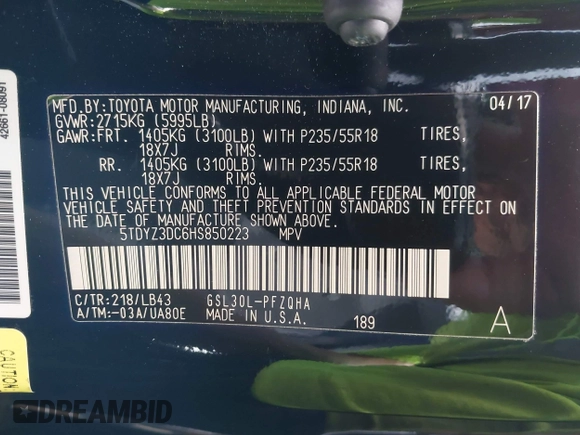 MFD.BY:TOYOTA MOTOR MANUFACTURING, INDIANA, INC. 04/17
GVWR:2715KG (5995LB)
GAWR:FRT. 1405KG (3100LB) WITH P235/55R18 TIRES,
18X7J RIMS.
RR. 1405KG (3100LB) WITH P235/55R18 TIRES,
18X7J RIMS.
THIS VEHICLE CONFORMS TO ALL APPLICABLE FEDERAL MOTOR
VEHICLE SAFETY AND THEFT PREVENTION STANDARDS IN EFFECT ON
THE DATE OF MANUFACTURE SHOWN ABOVE.
5TDYZ3DC6HS850223 MPV
C/TR:218/LB43 GSL30L-PFZQHA
A/TM:-03A/UA80E MADE IN U.S.A. 189 A
42661-08091
CAUTION
DREAMBID